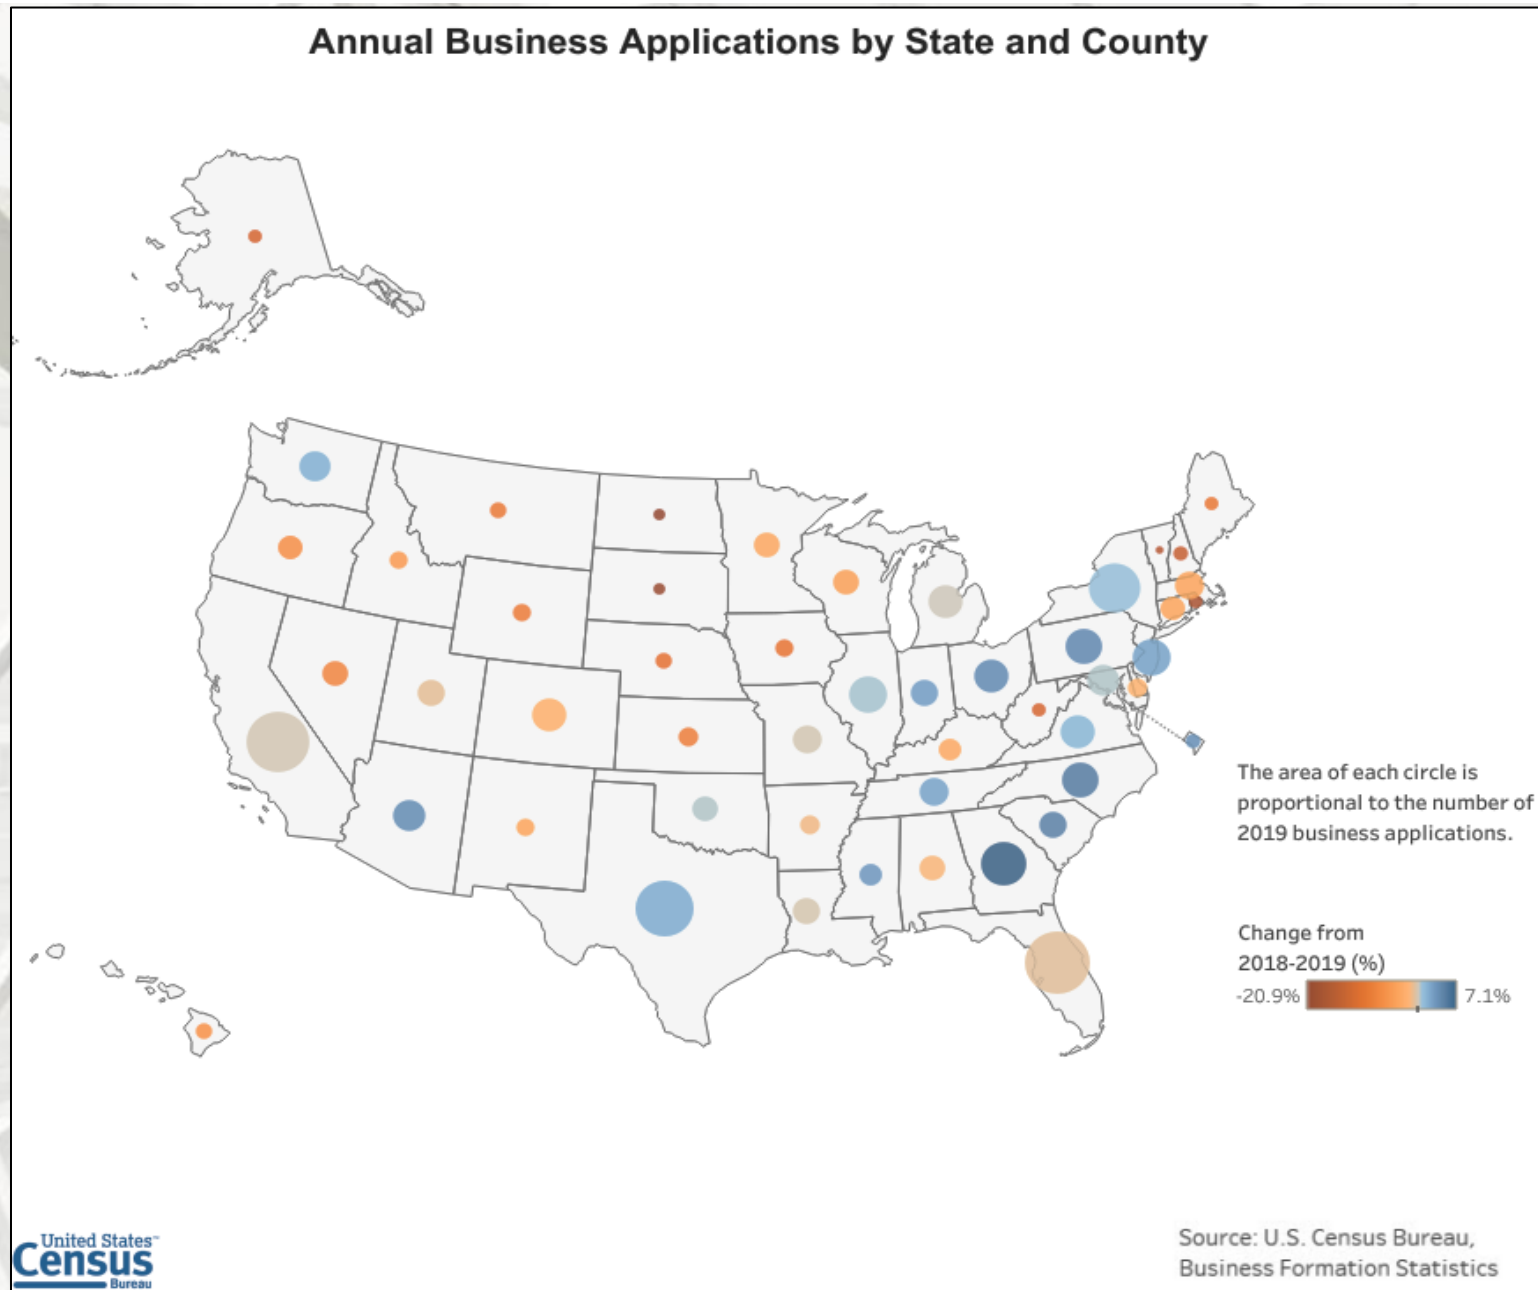 Annual Business Applications by State and County
The area of each circle is
proportional to the number of
2019 business applications.
Change from
2018-2019 (%)
-20.9% 7.1%
United States™
Census
Bureau
Source: U.S. Census Bureau,
Business Formation Statistics